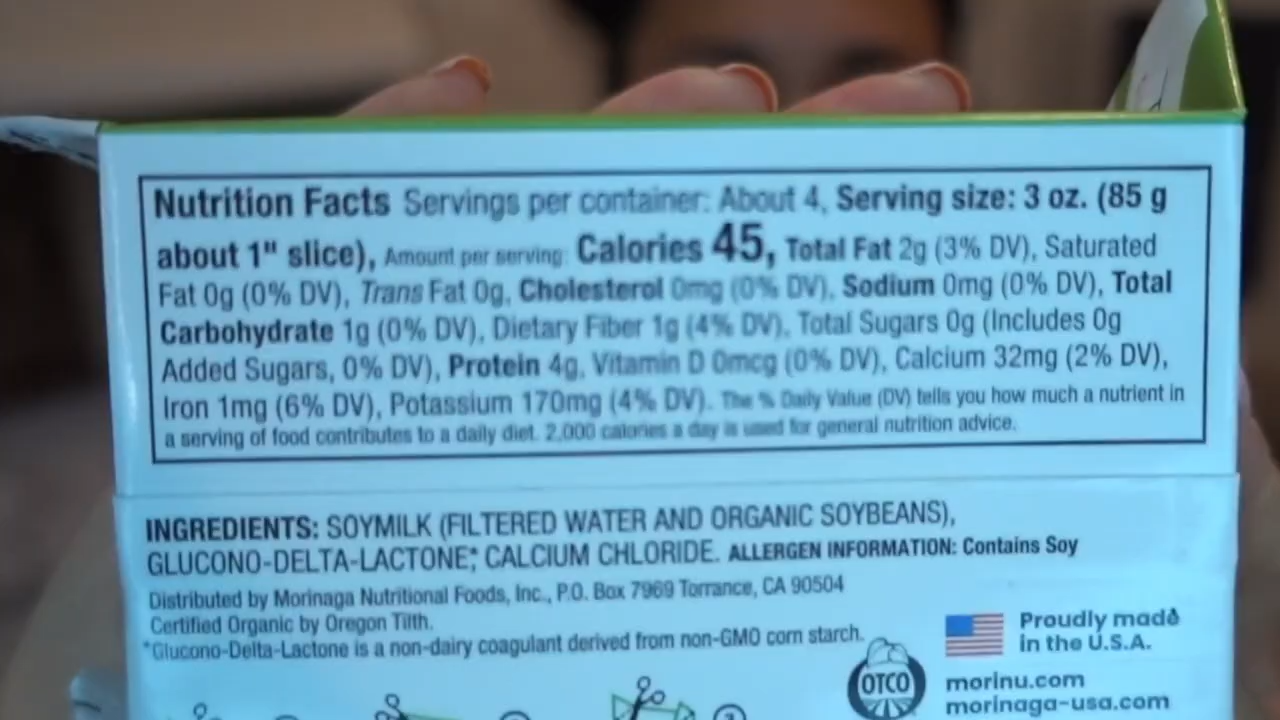 Nutrition Facts Servings per container: About 4, Serving size: 3 oz. (85 g
about 1" slice), Amount per serving: Calories 45, Total Fat 2g (3% DV), Saturated
Fat 0g (0% DV), Trans Fat 0g, Cholesterol 0mg (0% DV), Sodium 0mg (0% DV), Total
Carbohydrate 1g (0% DV), Dietary Fiber 1g (4% DV), Total Sugars 0g (Includes 0g
Added Sugars, 0% DV), Protein 4g, Vitamin D 0mcg (0% DV), Calcium 32mg (2% DV),
Iron 1mg (6% DV), Potassium 170mg (4% DV). The % Daily Value (DV) tells you how much a nutrient in
a serving of food contributes to a daily diet. 2,000 calories a day is used for general nutrition advice.
INGREDIENTS: SOYMILK (FILTERED WATER AND ORGANIC SOYBEANS),
GLUCONO-DELTA-LACTONE,* CALCIUM CHLORIDE. ALLERGEN INFORMATION: Contains Soy
Distributed by Morinaga Nutritional Foods, Inc., P.O. Box 7969 Torrance, CA 90504
Certified Organic by Oregon Tilth.
*Glucono-Delta-Lactone is a non-dairy coagulant derived from non-GMO corn starch.
OTCO
Proudly made
in the U.S.A.
morinu.com
morinaga-usa.com